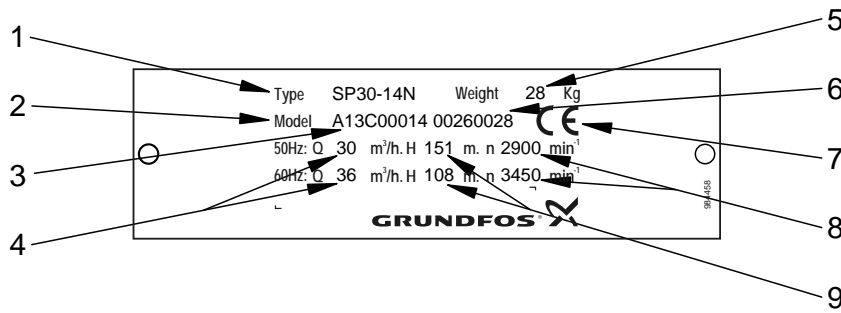 1
2
3
4
5
6
7
8
9
Type SP30-14N Weight 28 Kg
Model A13C00014 00260028 CE
50Hz: Q 30 m³/h. H 151 m. n 2900 min⁻¹
60Hz: Q 36 m³/h. H 108 m. n 3450 min⁻¹
GRUNDFOS